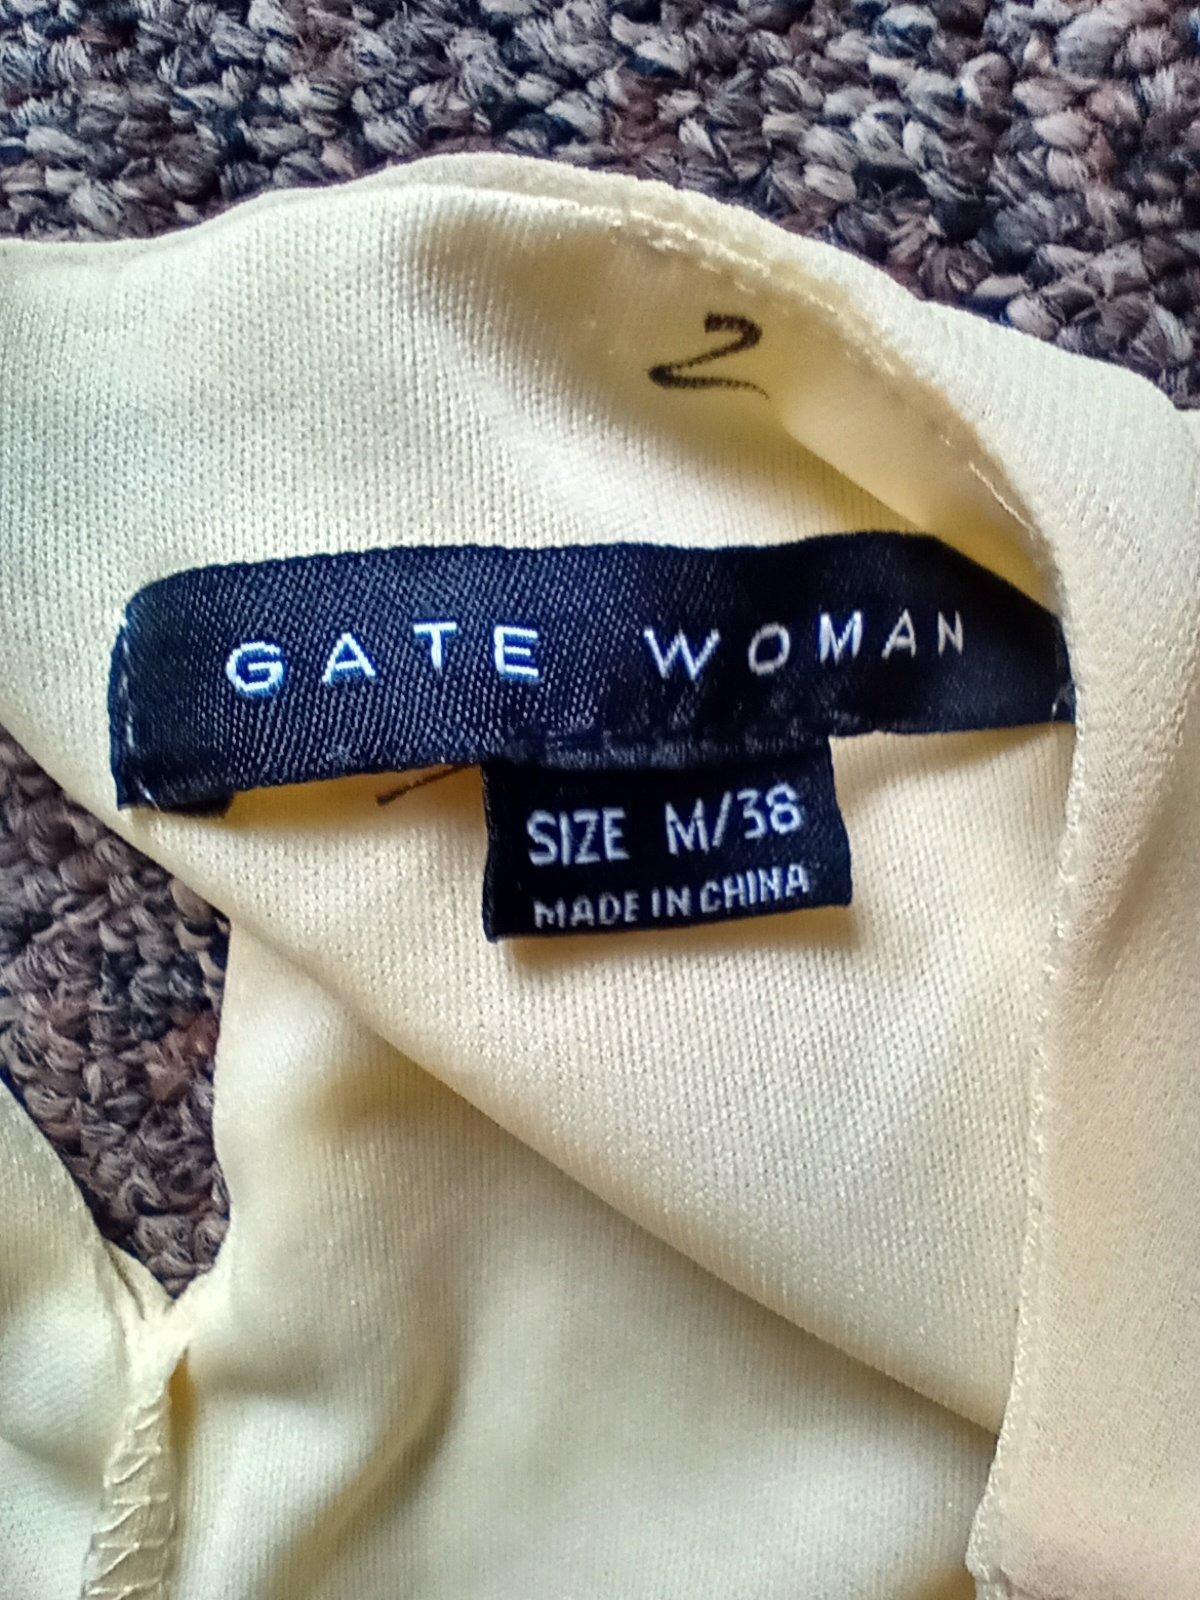 2
GATE WOMAN
SIZE M/38
MADE IN CHINA